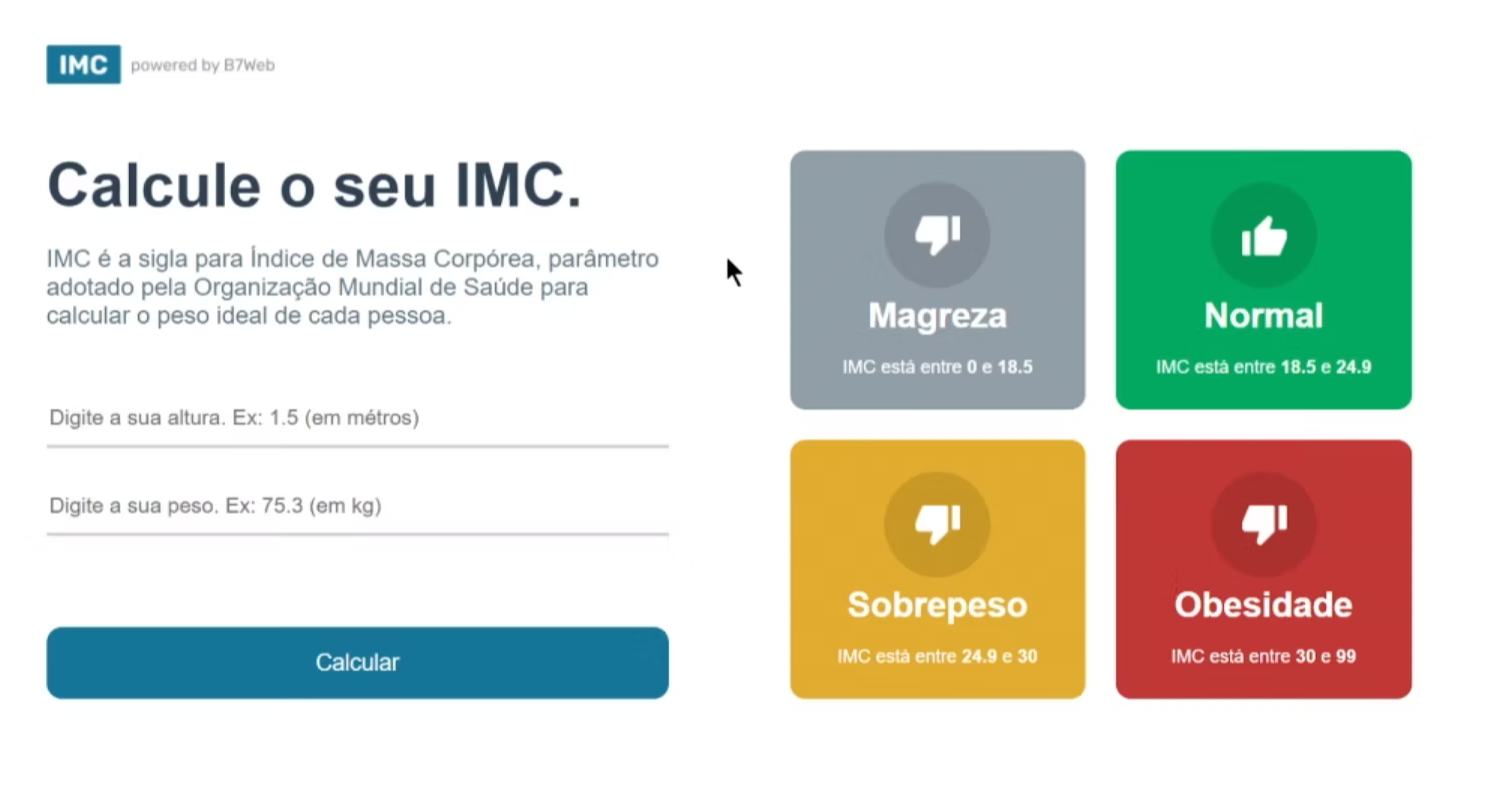 IMC powered by B7Web
Calcule o seu IMC.
IMC é a sigla para Índice de Massa Corpórea, parâmetro
adotado pela Organização Mundial de Saúde para
calcular o peso ideal de cada pessoa.
Digite a sua altura. Ex: 1.5 (em métros)
Digite a sua peso. Ex: 75.3 (em kg)
Calcular
Magreza
IMC está entre 0 e 18.5
Normal
IMC está entre 18.5 e 24.9
Sobrepeso
IMC está entre 24.9 e 30
Obesidade
IMC está entre 30 e 99